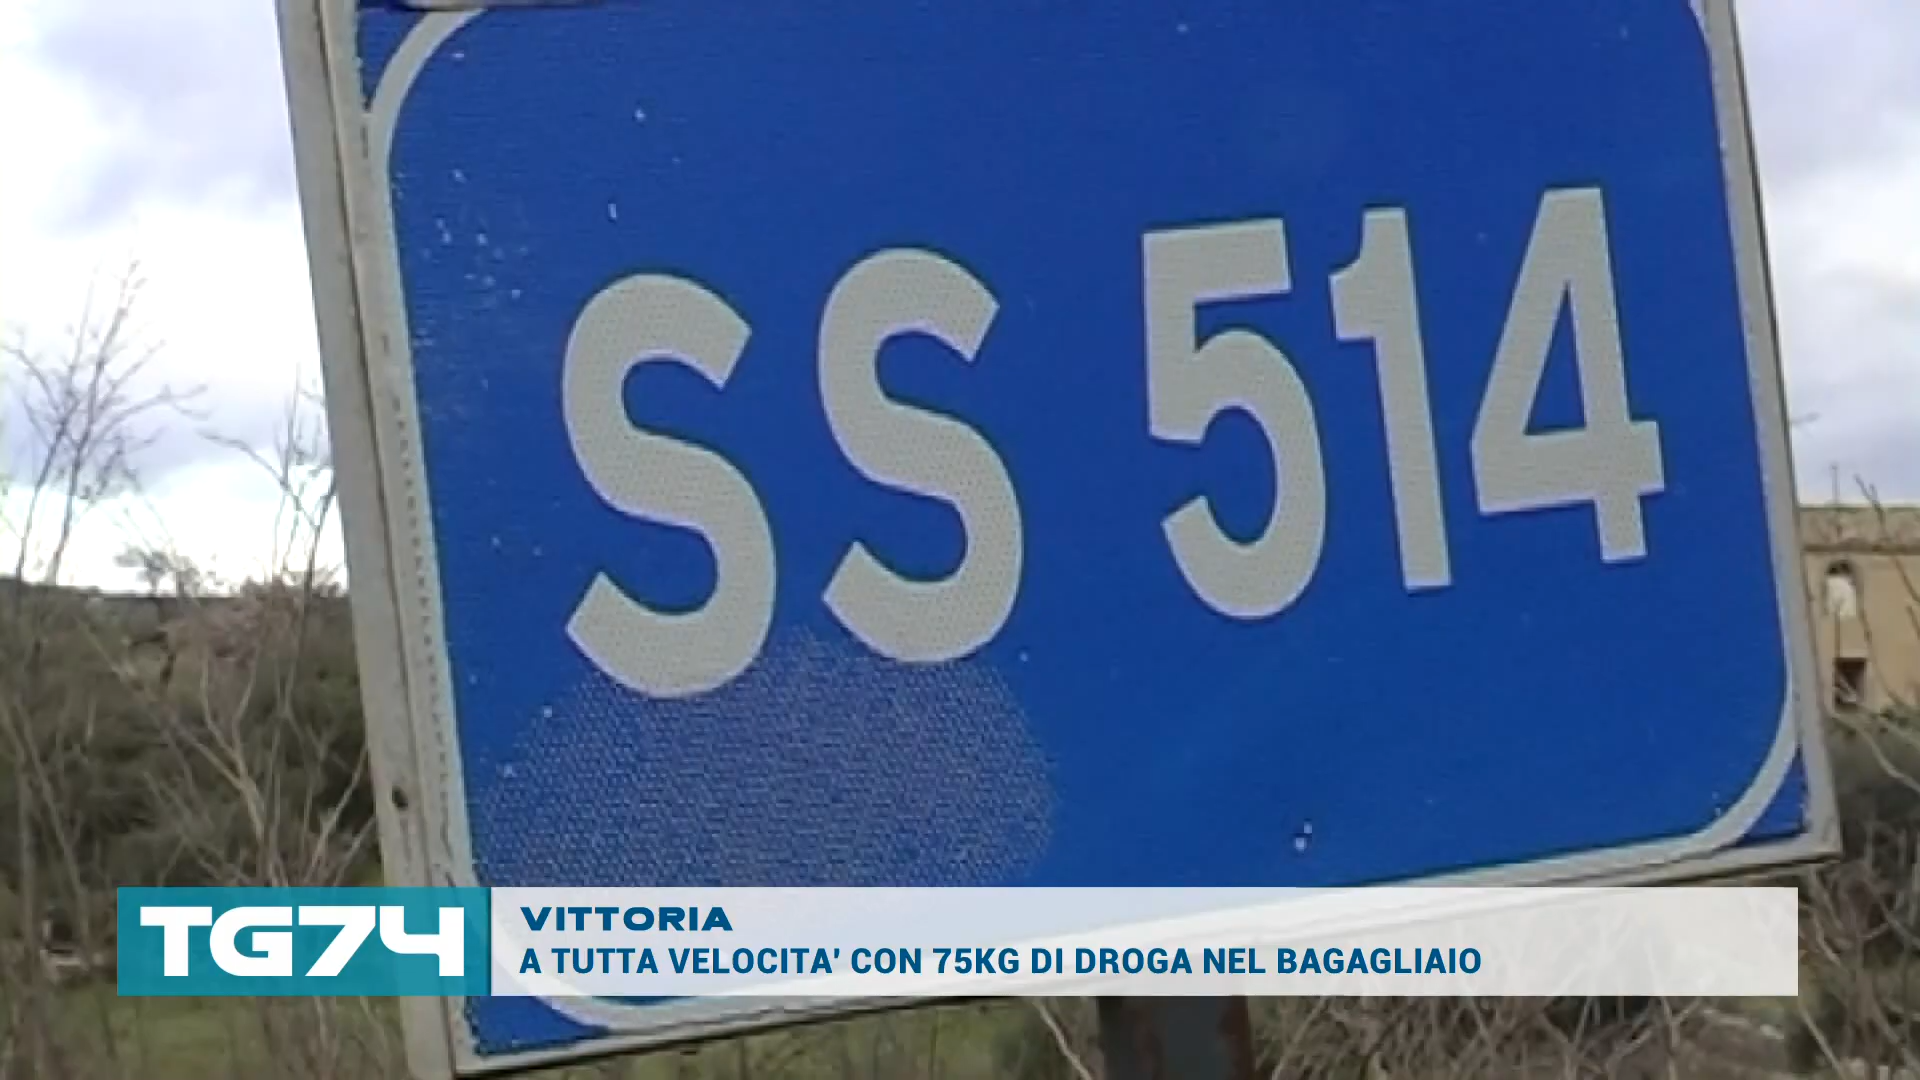 SS 514
TG74
VITTORIA
A TUTTA VELOCITA' CON 75KG DI DROGA NEL BAGAGLIAIO